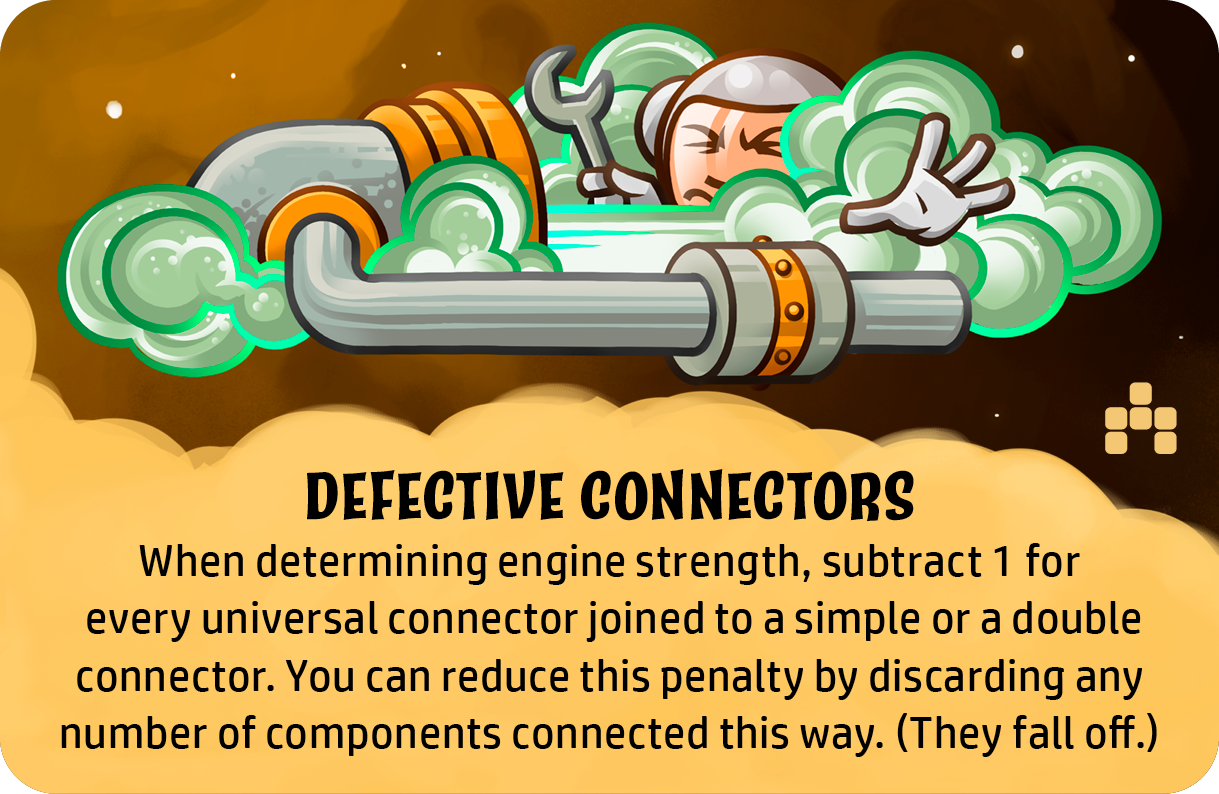 DEFECTIVE CONNECTORS
When determining engine strength, subtract 1 for
every universal connector joined to a simple or a double
connector. You can reduce this penalty by discarding any
number of components connected this way. (They fall off.)